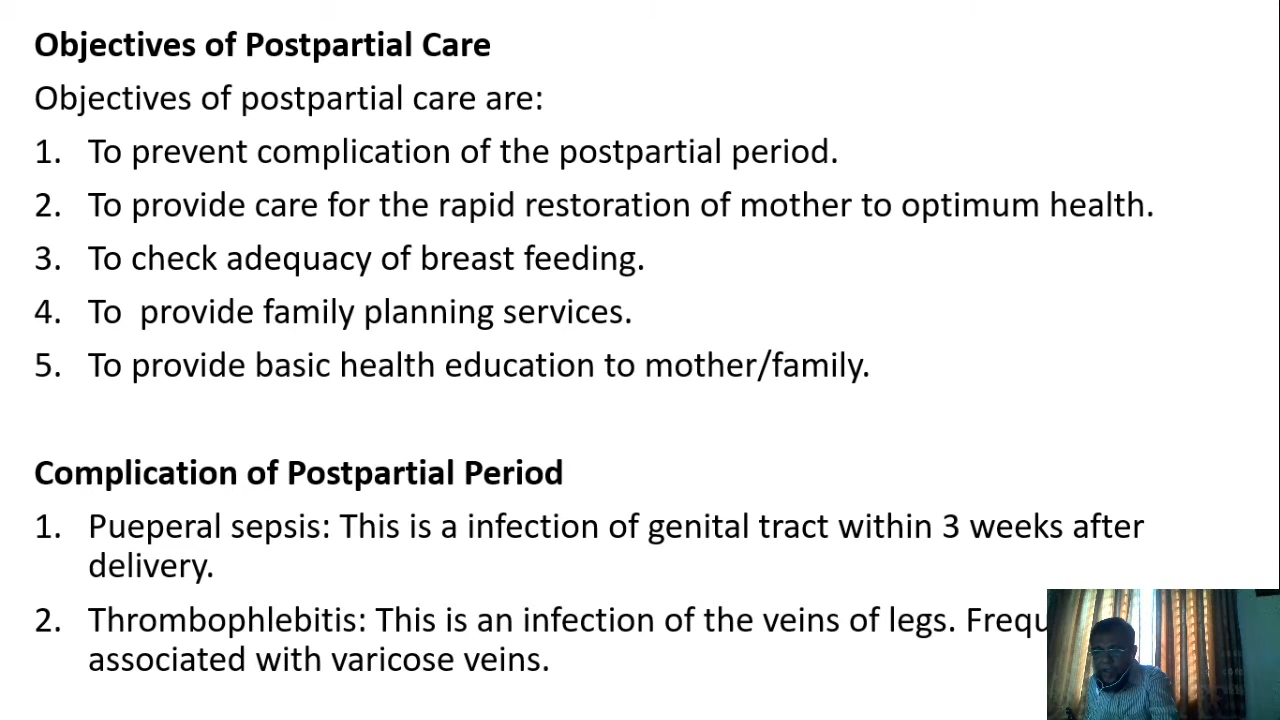 Objectives of Postpartial Care
Objectives of postpartial care are:
1. To prevent complication of the postpartial period.
2. To provide care for the rapid restoration of mother to optimum health.
3. To check adequacy of breast feeding.
4. To  provide family planning services.
5. To provide basic health education to mother/family.
Complication of Postpartial Period
1. Pueperal sepsis: This is a infection of genital tract within 3 weeks after
delivery.
2. Thrombophlebitis: This is an infection of the veins of legs.
associated with varicose veins.